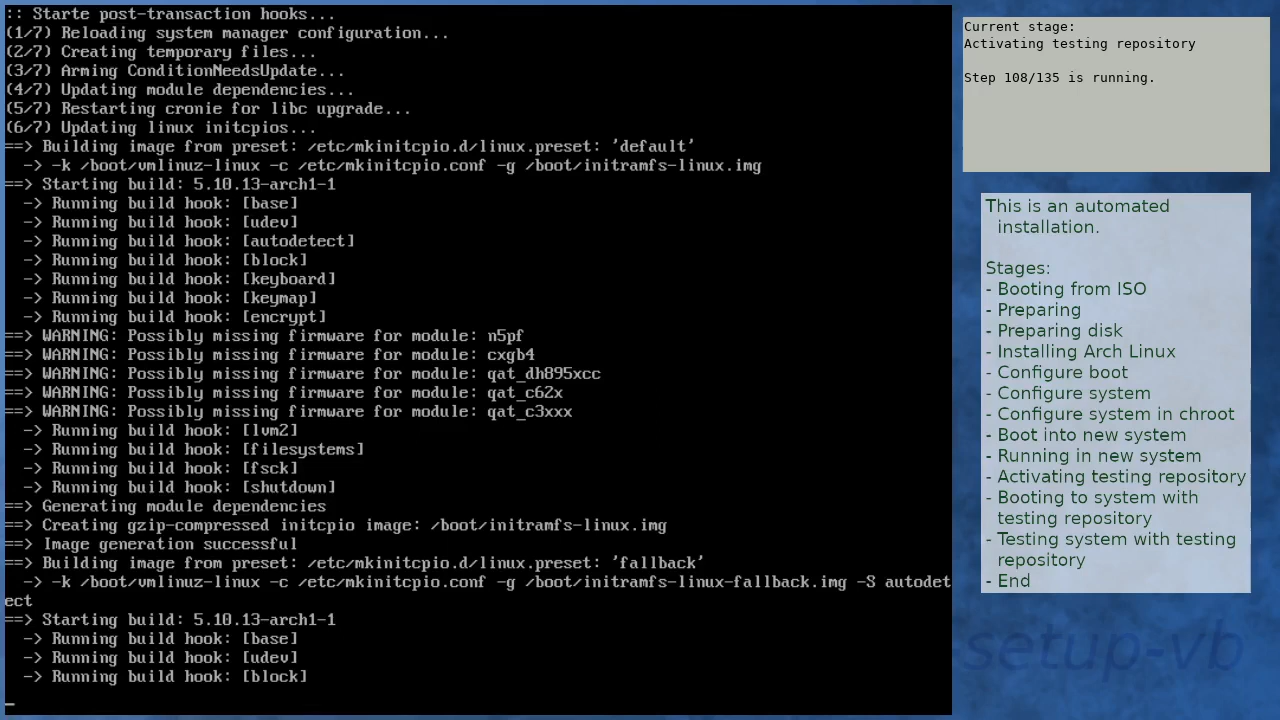 :: Starte post-transaction hooks...
(1/7) Reloading system manager configuration...
(2/7) Creating temporary files...
(3/7) Arming ConditionNeedsUpdate...
(4/7) Updating module dependencies...
(5/7) Restarting cronie for libc upgrade...
(6/7) Updating linux initcpios...
==> Building image from preset: /etc/mkinitcpio.d/linux.preset: 'default'
  -> -k /boot/vmlinuz-linux -c /etc/mkinitcpio.conf -g /boot/initramfs-linux.img
==> Starting build: 5.10.13-arch1-1
  -> Running build hook: [base]
  -> Running build hook: [udev]
  -> Running build hook: [autodetect]
  -> Running build hook: [block]
  -> Running build hook: [keyboard]
  -> Running build hook: [keymap]
  -> Running build hook: [encrypt]
==> WARNING: Possibly missing firmware for module: n5pf
==> WARNING: Possibly missing firmware for module: cxgb4
==> WARNING: Possibly missing firmware for module: qat_dh895xcc
==> WARNING: Possibly missing firmware for module: qat_c62x
==> WARNING: Possibly missing firmware for module: qat_c3xxx
  -> Running build hook: [lvm2]
  -> Running build hook: [filesystems]
  -> Running build hook: [fsck]
  -> Running build hook: [shutdown]
==> Generating module dependencies
==> Creating gzip-compressed initcpio image: /boot/initramfs-linux.img
==> Image generation successful
==> Building image from preset: /etc/mkinitcpio.d/linux.preset: 'fallback'
  -> -k /boot/vmlinuz-linux -c /etc/mkinitcpio.conf -g /boot/initramfs-linux-fallback.img -S autodet
ect
==> Starting build: 5.10.13-arch1-1
  -> Running build hook: [base]
  -> Running build hook: [udev]
  -> Running build hook: [block]
_
Current stage:
Activating testing repository
Step 108/135 is running.
This is an automated
installation.
Stages:
- Booting from ISO
- Preparing
- Preparing disk
- Installing Arch Linux
- Configure boot
- Configure system
- Configure system in chroot
- Boot into new system
- Running in new system
- Activating testing repository
- Booting to system with
testing repository
- Testing system with testing
repository
- End
setup-vb